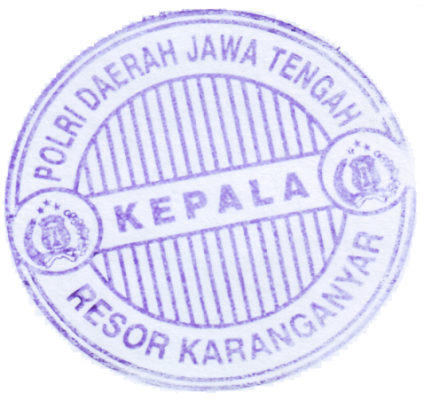 POLRI DAERAH JAWA TENGAH
KEPALA
RESOR KARANGANYAR